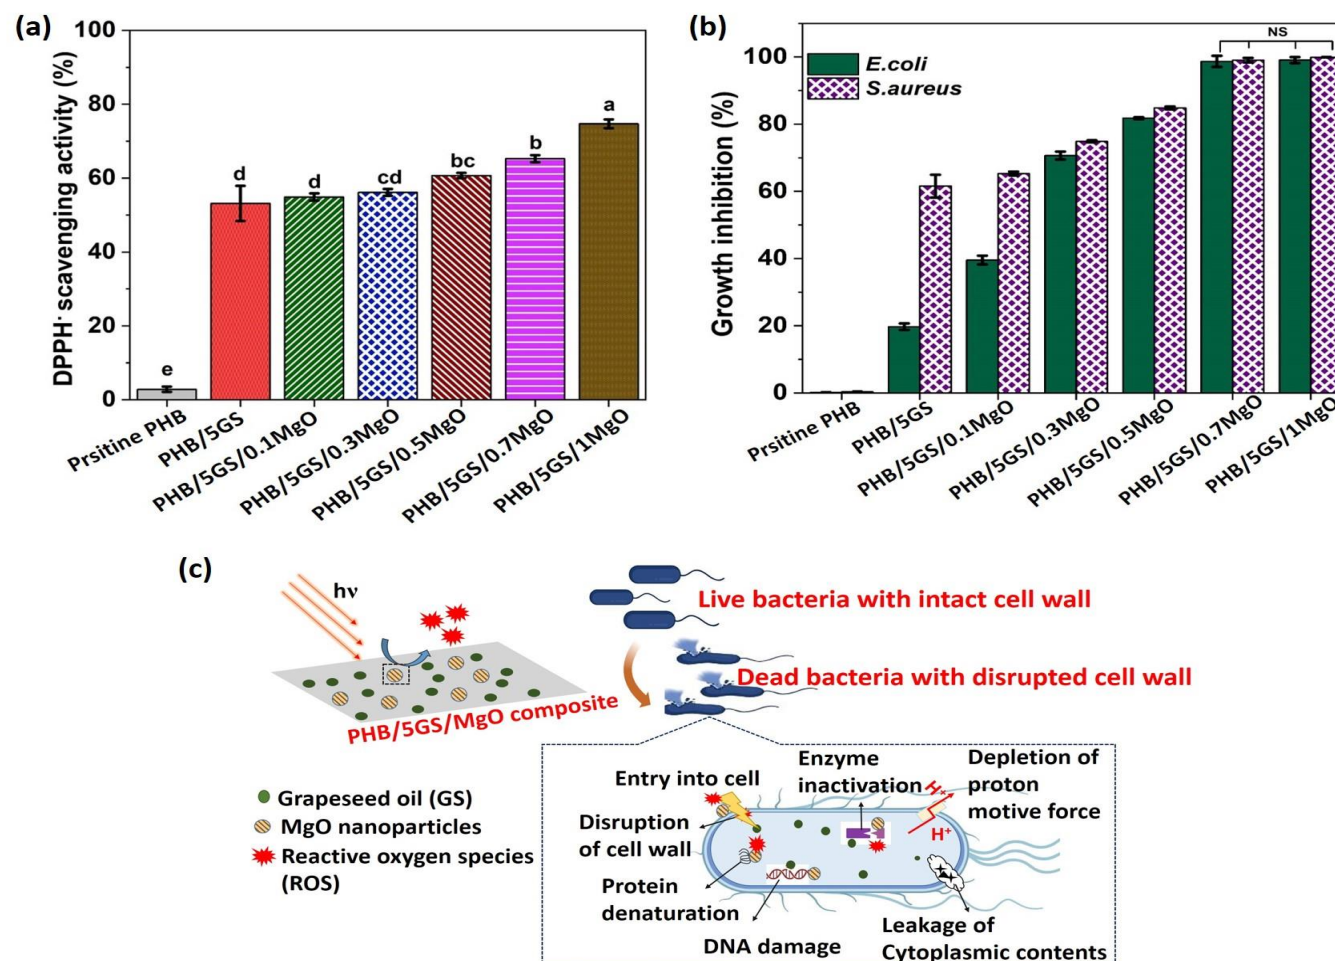 (a)
DPPH· scavenging activity (%)
100
80
60
40
20
0
e
d
d
cd
bc
b
a
Prsitine PHB
PHB/5GS
PHB/5GS/0.1MgO
PHB/5GS/0.3MgO
PHB/5GS/0.5MgO
PHB/5GS/0.7MgO
PHB/5GS/1MgO
(b)
Growth inhibition (%)
100
80
60
40
20
0
E.coli
S.aureus
NS
Prsitine PHB
PHB/5GS
PHB/5GS/0.1MgO
PHB/5GS/0.3MgO
PHB/5GS/0.5MgO
PHB/5GS/0.7MgO
PHB/5GS/1MgO
(c)
hν
PHB/5GS/MgO composite
Live bacteria with intact cell wall
Dead bacteria with disrupted cell wall
Grapeseed oil (GS)
MgO nanoparticles
Reactive oxygen species
(ROS)
Entry into cell
Disruption
of cell wall
Protein
denaturation
DNA damage
Enzyme
inactivation
H⁺
H⁺
Depletion of
proton
motive force
Leakage of
Cytoplasmic contents